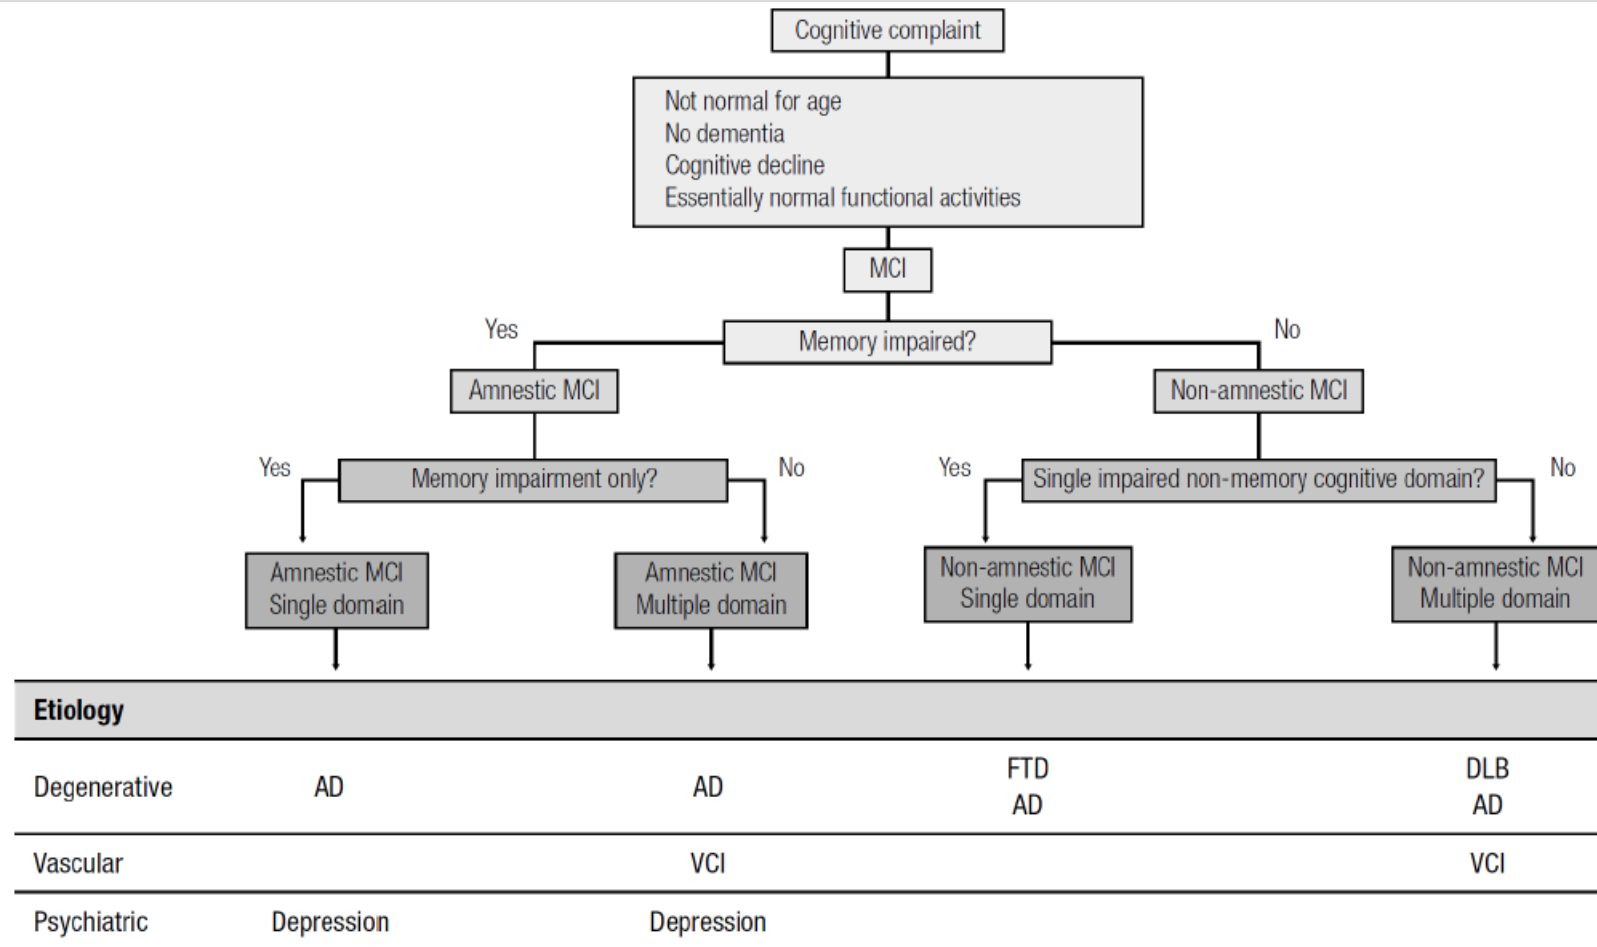 Cognitive complaint
Not normal for age
No dementia
Cognitive decline
Essentially normal functional activities
MCI
Yes
Memory impaired?
No
Amnestic MCI
Non-amnestic MCI
Yes
Memory impairment only?
No
Yes
Single impaired non-memory cognitive domain?
No
Amnestic MCI
Single domain
Amnestic MCI
Multiple domain
Non-amnestic MCI
Single domain
Non-amnestic MCI
Multiple domain
Etiology
Degenerative
AD
AD
FTD
AD
DLB
AD
Vascular
VCI
VCI
Psychiatric
Depression
Depression